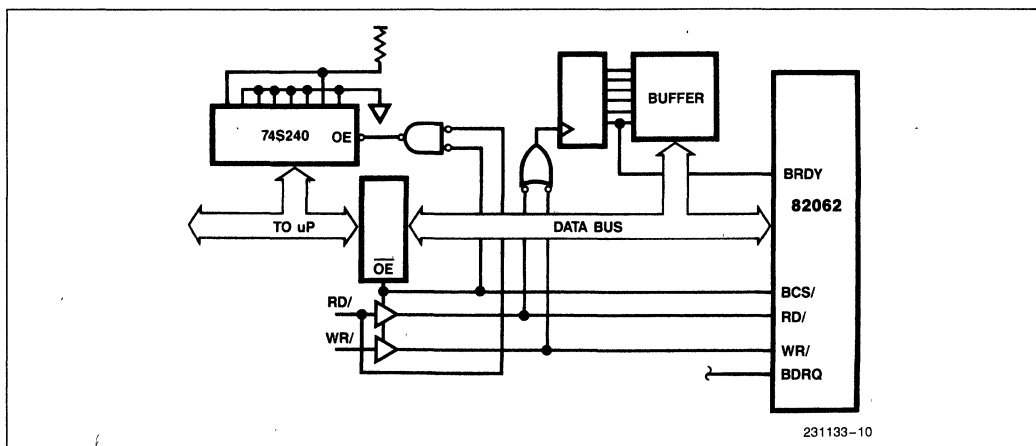 74S240
OE
BUFFER
BRDY
82062
TO uP
DATA BUS
OE
BCS/
RD/
RD/
WR/
WR/
BDRQ
231133-10